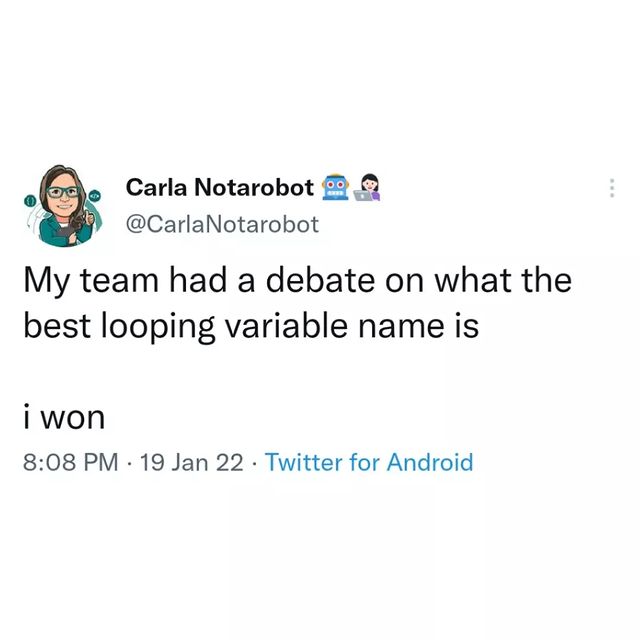 Carla Notarobot 🤖👩🏻‍💻
@CarlaNotarobot
My team had a debate on what the
best looping variable name is
i won
8:08 PM · 19 Jan 22 · Twitter for Android